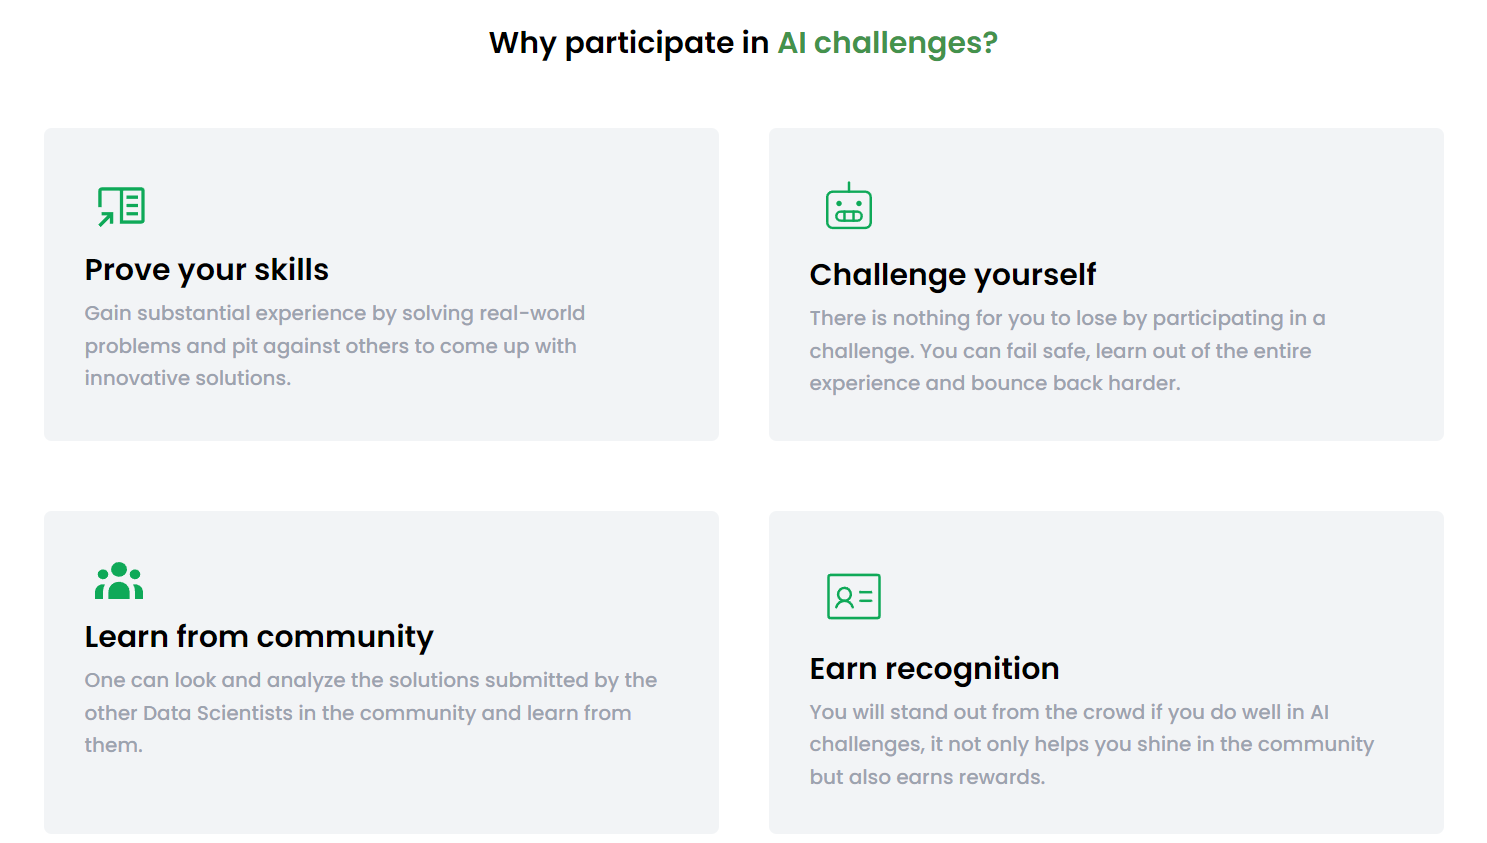 Why participate in AI challenges?
Prove your skills
Gain substantial experience by solving real-world
problems and pit against others to come up with
innovative solutions.
Challenge yourself
There is nothing for you to lose by participating in a
challenge. You can fail safe, learn out of the entire
experience and bounce back harder.
Learn from community
One can look and analyze the solutions submitted by the
other Data Scientists in the community and learn from
them.
Earn recognition
You will stand out from the crowd if you do well in AI
challenges, it not only helps you shine in the community
but also earns rewards.